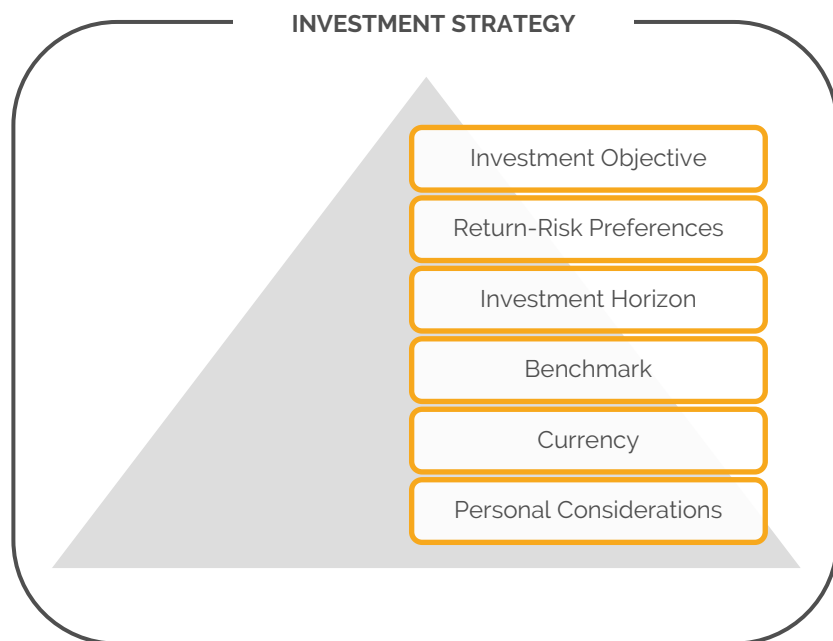 INVESTMENT STRATEGY
Investment Objective
Return-Risk Preferences
Investment Horizon
Benchmark
Currency
Personal Considerations